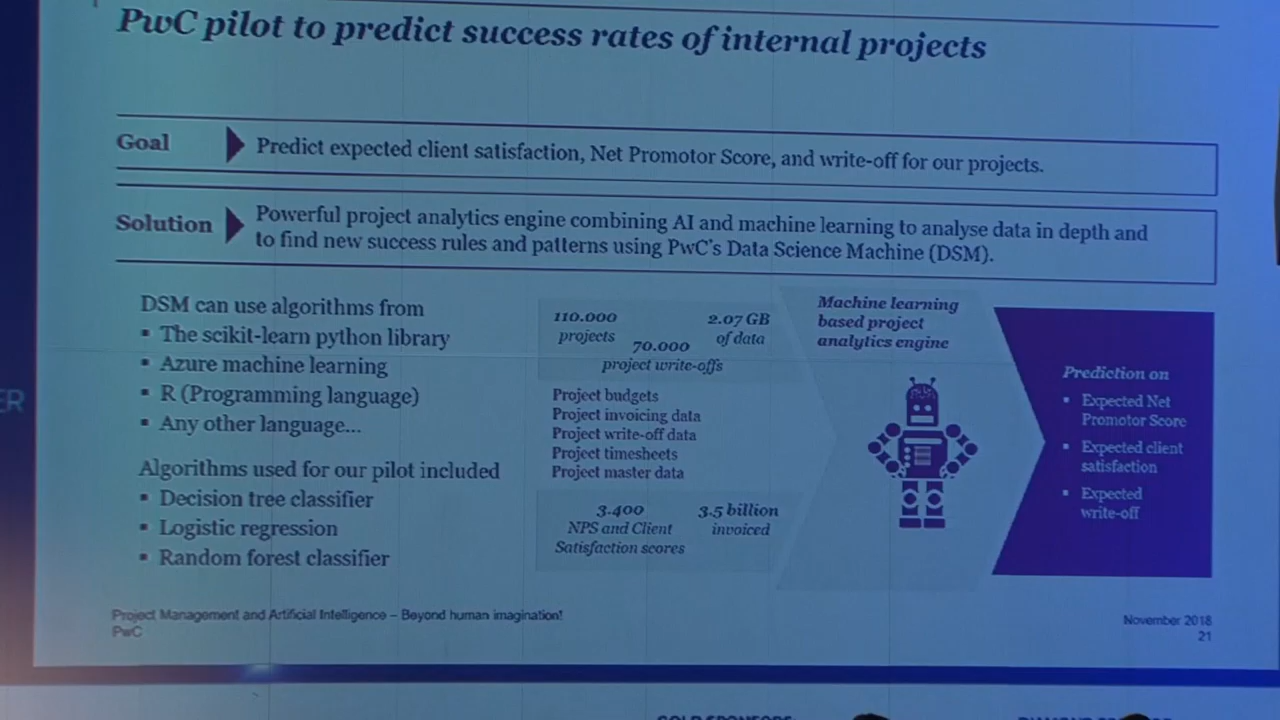 PwC pilot to predict success rates of internal projects
Goal
Predict expected client satisfaction, Net Promotor Score, and write-off for our projects.
Solution
Powerful project analytics engine combining AI and machine learning to analyse data in depth and
to find new success rules and patterns using PwC's Data Science Machine (DSM).
DSM can use algorithms from
▪ The scikit-learn python library
▪ Azure machine learning
▪ R (Programming language)
▪ Any other language...
Algorithms used for our pilot included
▪ Decision tree classifier
▪ Logistic regression
▪ Random forest classifier
110.000
projects
2.07 GB
of data
70.000
project write-offs
Project budgets
Project invoicing data
Project write-off data
Project timesheets
Project master data
3.400
NPS and Client
Satisfaction scores
3.5 billion
invoiced
Machine learning
based project
analytics engine
Prediction on
▪ Expected Net
Promotor Score
▪ Expected client
satisfaction
▪ Expected
write-off
Project Management and Artificial Intelligence – Beyond human imagination!
PwC
November 2018
21
ER